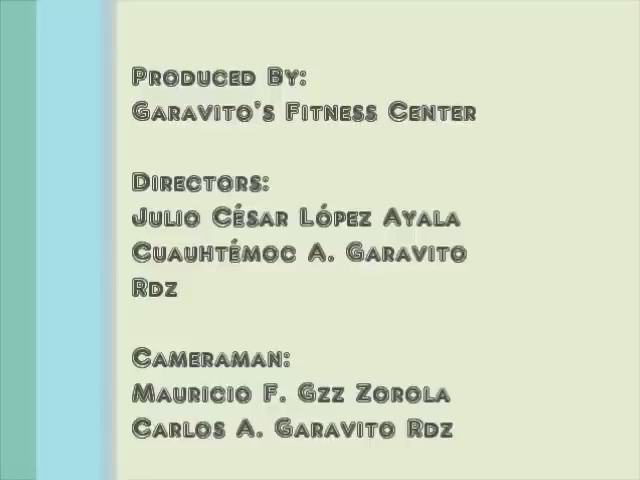 Produced By:
Garavito's Fitness Center
Directors:
Julio César López Ayala
Cuauhtémoc A. Garavito
Rdz
Cameraman:
Mauricio F. Gzz Zorola
Carlos A. Garavito Rdz